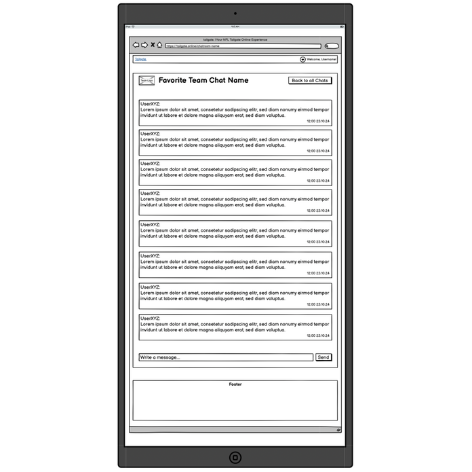 tailgate (Your NFL Tailgate Online Experience)
https://tailgate.online/chat/team-name
Welcome, Username!
Favorite Team Chat Name
Back to all Chats
UserXYZ:
Lorem ipsum dolor sit amet, consetetur sadipscing elitr, sed diam nonumy eirmod tempor
invidunt ut labore et dolore magna aliquyam erat, sed diam voluptua.
12:00 22.10.24
UserXYZ:
Lorem ipsum dolor sit amet, consetetur sadipscing elitr, sed diam nonumy eirmod tempor
invidunt ut labore et dolore magna aliquyam erat, sed diam voluptua.
12:00 22.10.24
UserXYZ:
Lorem ipsum dolor sit amet, consetetur sadipscing elitr, sed diam nonumy eirmod tempor
invidunt ut labore et dolore magna aliquyam erat, sed diam voluptua.
12:00 22.10.24
UserXYZ:
Lorem ipsum dolor sit amet, consetetur sadipscing elitr, sed diam nonumy eirmod tempor
invidunt ut labore et dolore magna aliquyam erat, sed diam voluptua.
12:00 22.10.24
UserXYZ:
Lorem ipsum dolor sit amet, consetetur sadipscing elitr, sed diam nonumy eirmod tempor
invidunt ut labore et dolore magna aliquyam erat, sed diam voluptua.
12:00 22.10.24
UserXYZ:
Lorem ipsum dolor sit amet, consetetur sadipscing elitr, sed diam nonumy eirmod tempor
invidunt ut labore et dolore magna aliquyam erat, sed diam voluptua.
12:00 22.10.24
UserXYZ:
Lorem ipsum dolor sit amet, consetetur sadipscing elitr, sed diam nonumy eirmod tempor
invidunt ut labore et dolore magna aliquyam erat, sed diam voluptua.
12:00 22.10.24
UserXYZ:
Lorem ipsum dolor sit amet, consetetur sadipscing elitr, sed diam nonumy eirmod tempor
invidunt ut labore et dolore magna aliquyam erat, sed diam voluptua.
12:00 22.10.24
Write a message...
Send
Footer